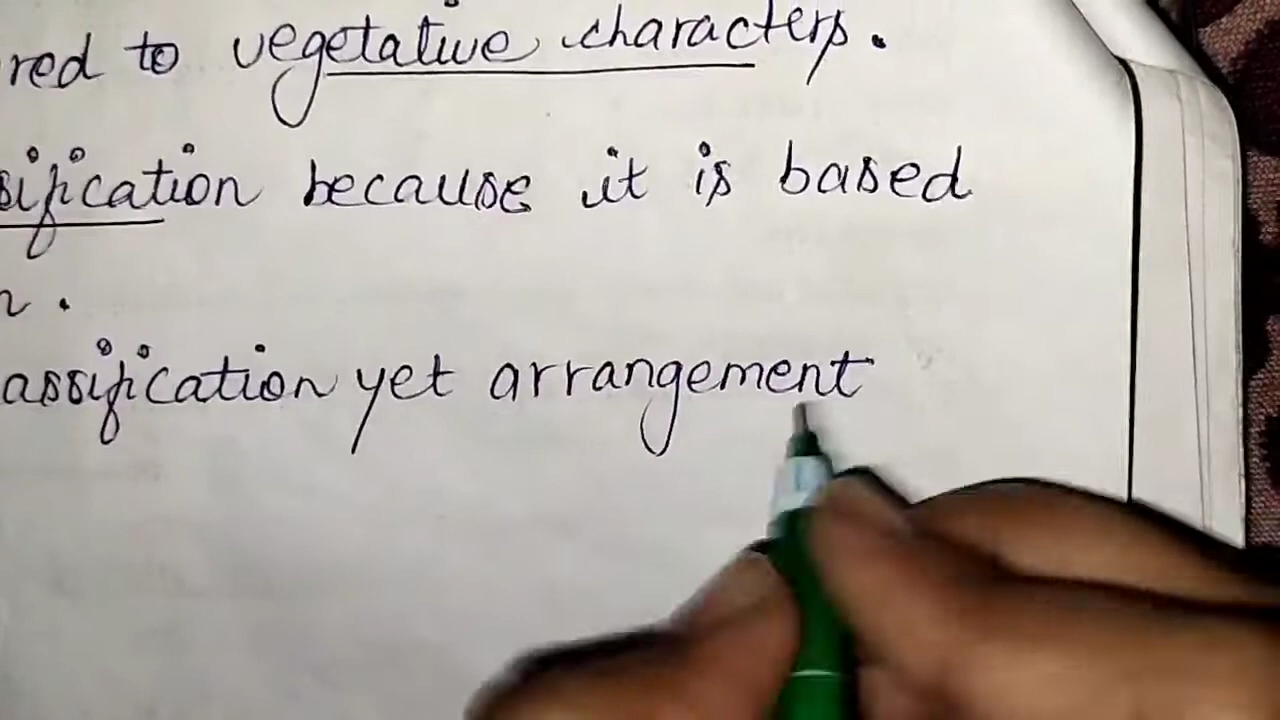 red to vegetative characters.
sification because it is based
n.
assification yet arrangement